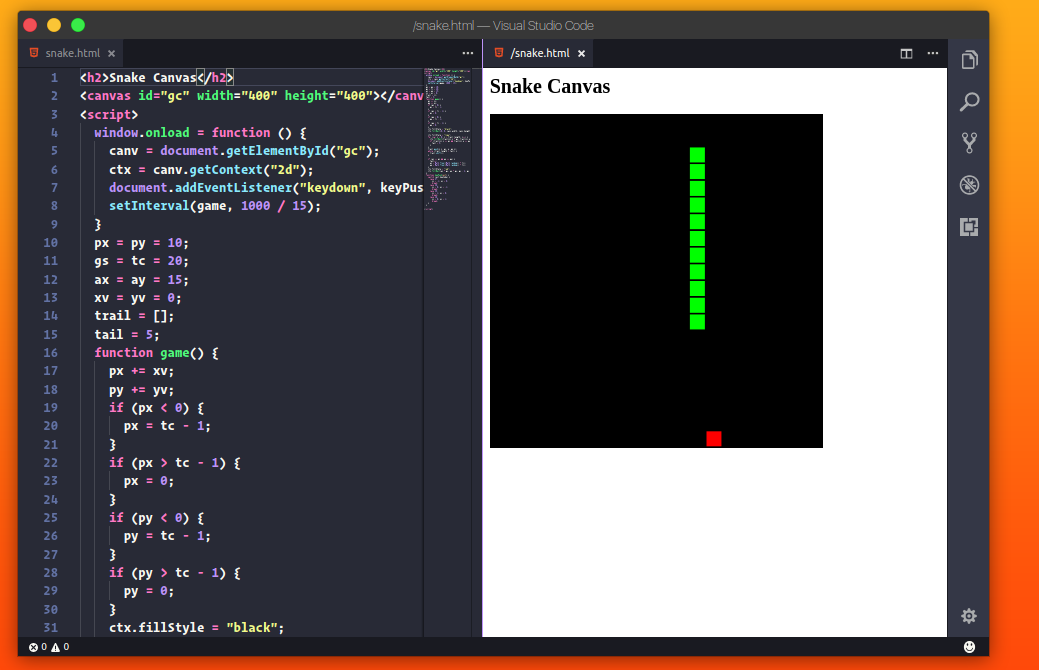 /snake.html — Visual Studio Code
snake.html
/snake.html
1 <h2>Snake Canvas</h2>
2 <canvas id="gc" width="400" height="400"></canv
3 <script>
4 window.onload = function () {
5 canv = document.getElementById("gc");
6 ctx = canv.getContext("2d");
7 document.addEventListener("keydown", keyPus
8 setInterval(game, 1000 / 15);
9 }
10 px = py = 10;
11 gs = tc = 20;
12 ax = ay = 15;
13 xv = yv = 0;
14 trail = [];
15 tail = 5;
16 function game() {
17 px += xv;
18 py += yv;
19 if (px < 0) {
20 px = tc - 1;
21 }
22 if (px > tc - 1) {
23 px = 0;
24 }
25 if (py < 0) {
26 py = tc - 1;
27 }
28 if (py > tc - 1) {
29 py = 0;
30 }
31 ctx.fillStyle = "black";
Snake Canvas
0 0